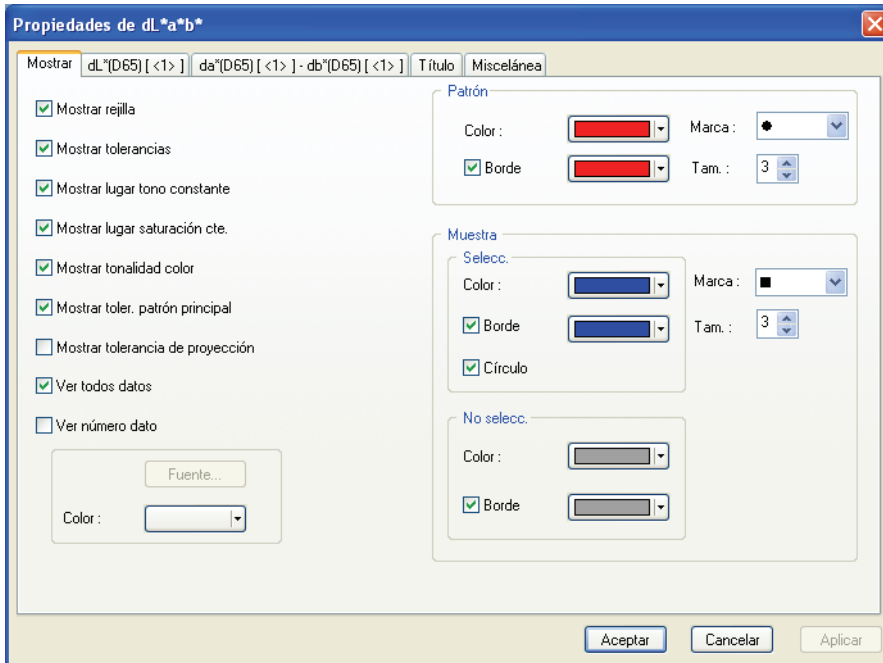 Propiedades de dL*a*b*
Mostrar dL*(D65) [ <1> ] da*(D65) [ <1> ] - db*(D65) [ <1> ] Título Miscelánea
Mostrar rejilla
Mostrar tolerancias
Mostrar lugar tono constante
Mostrar lugar saturación cte.
Mostrar tonalidad color
Mostrar toler. patrón principal
Mostrar tolerancia de proyección
Ver todos datos
Ver número dato
Fuente...
Color :
Patrón
Color : Marca :
Borde Tam. : 3
Muestra
Selecc.
Color : Marca :
Borde Tam. : 3
Círculo
No selecc.
Color :
Borde
Aceptar Cancelar Aplicar